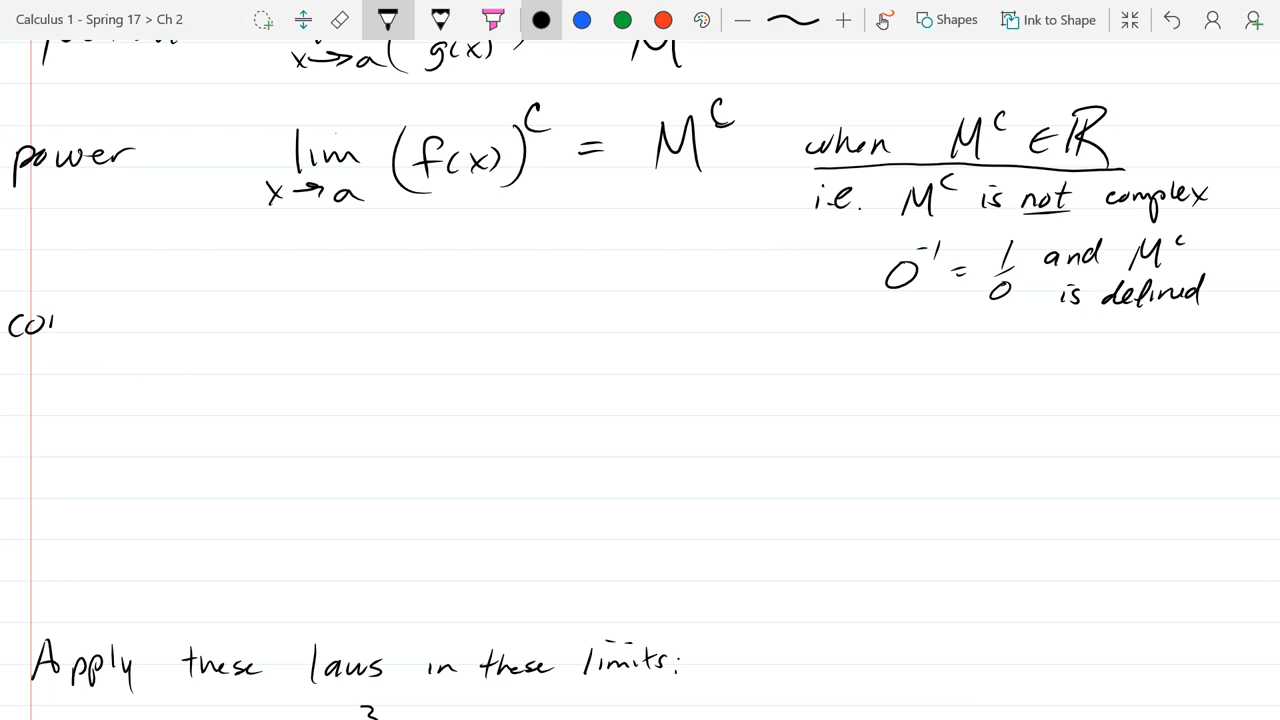 Calculus 1 - Spring 17 > Ch 2
Shapes
Ink to Shape
x→a ( g(x) ) M
power lim x→a (f(x))^c = M^c when M^c ∈ ℝ
i.e. M^c is not complex
0^-1 = 1/0 and M^c
is defined
Apply these laws in these limits: